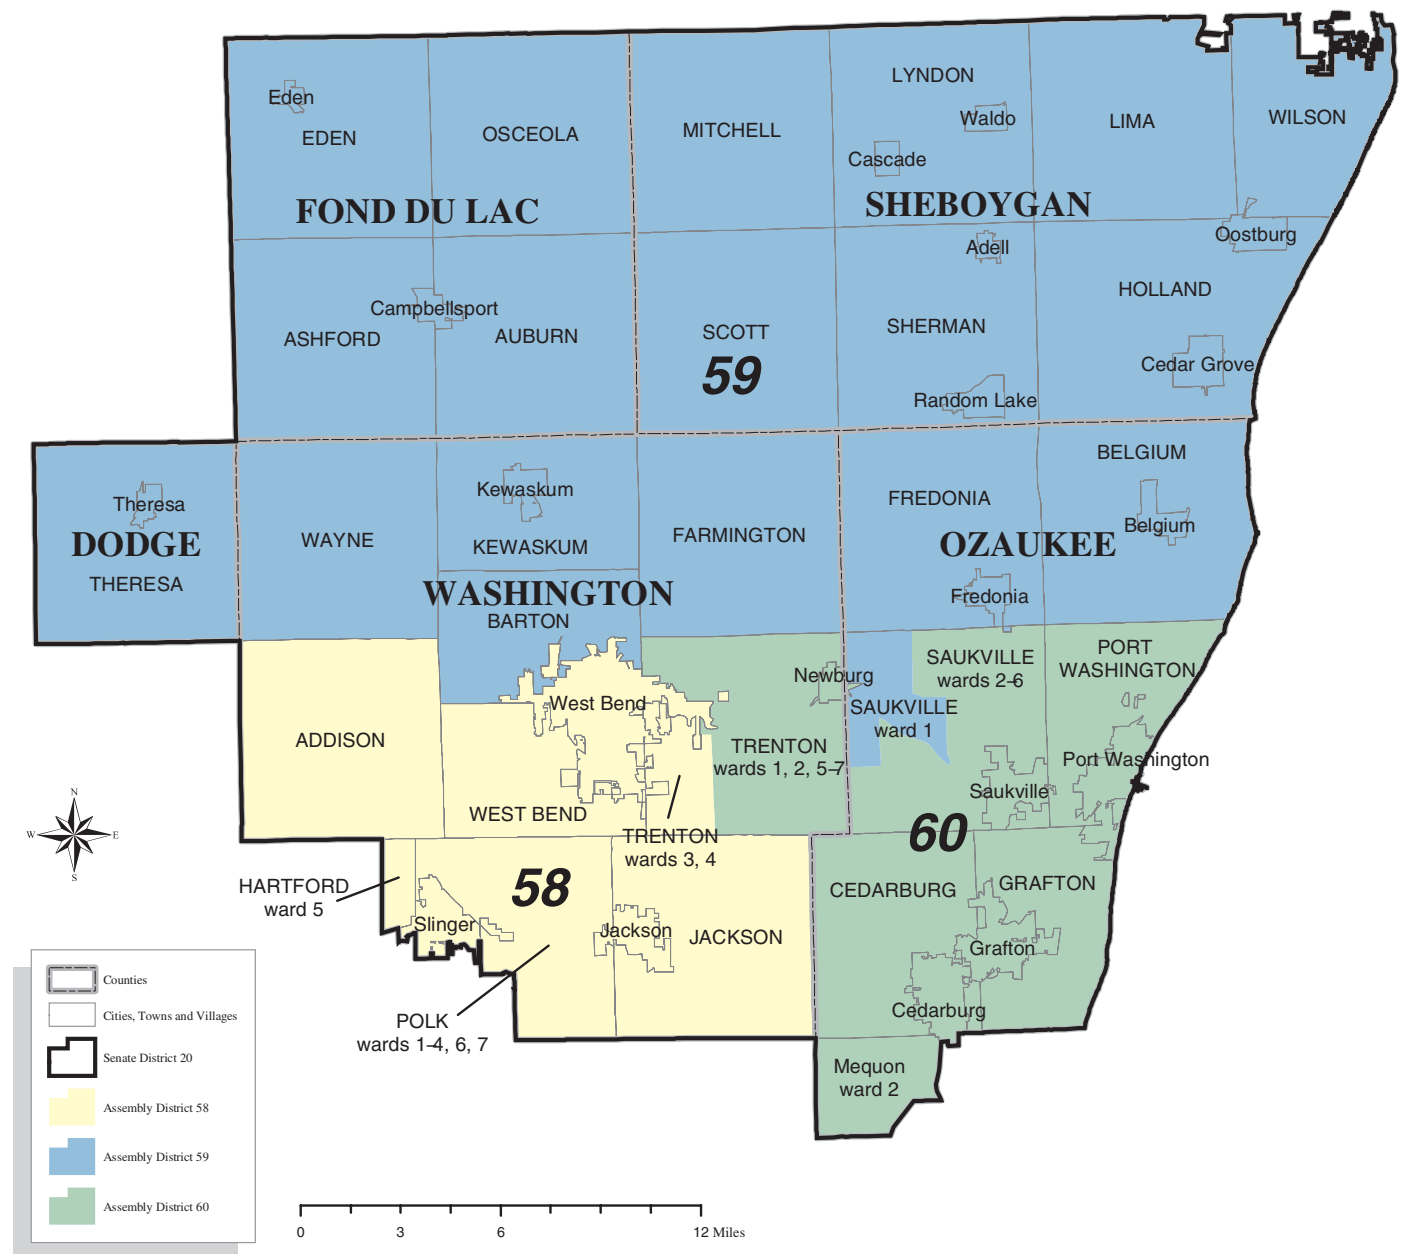 LYNDON
Eden
Waldo
LIMA
WILSON
EDEN
OSCEOLA
MITCHELL
Cascade
FOND DU LAC
SHEBOYGAN
Oostburg
Adell
HOLLAND
Campbellsport
ASHFORD
AUBURN
SCOTT
SHERMAN
59
Cedar Grove
Random Lake
BELGIUM
Theresa
Kewaskum
FREDONIA
Belgium
DODGE
WAYNE
KEWASKUM
FARMINGTON
OZAUKEE
THERESA
WASHINGTON
Fredonia
BARTON
SAUKVILLE
wards 2-6
PORT
WASHINGTON
Newburg
West Bend
SAUKVILLE
ward 1
ADDISON
TRENTON
wards 1, 2, 5-7
Port Washington
Saukville
WEST BEND
60
TRENTON
wards 3, 4
N
W
E
S
HARTFORD
ward 5
58
CEDARBURG
GRAFTON
Slinger
Jackson
JACKSON
Grafton
Cedarburg
POLK
wards 1-4, 6, 7
Mequon
ward 2
Counties
Cities, Towns and Villages
Senate District 20
Assembly District 58
Assembly District 59
Assembly District 60
0 3 6 12 Miles